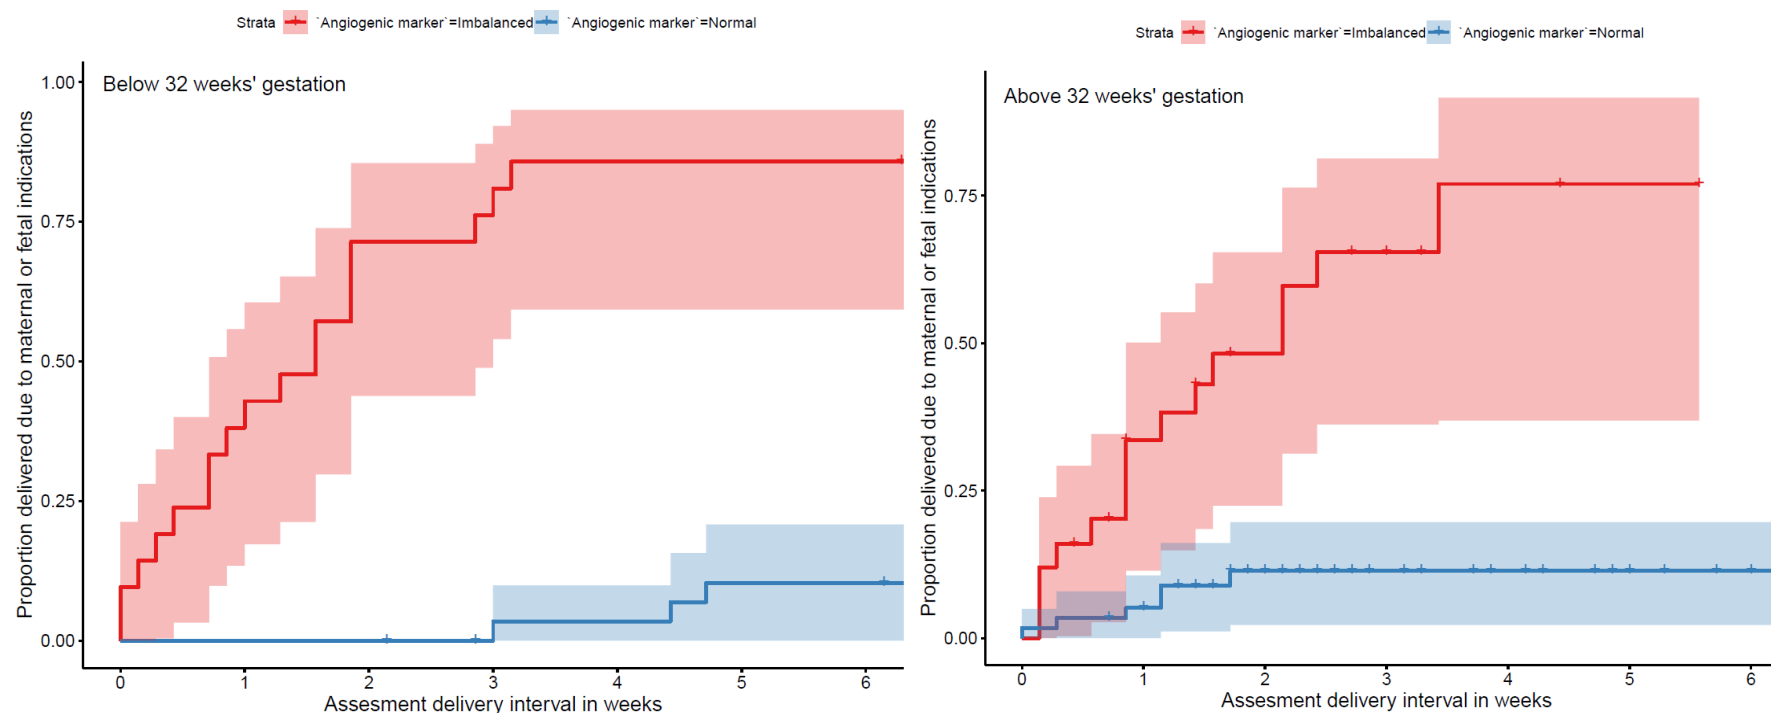 Strata `Angiogenic marker`=Imbalanced `Angiogenic marker`=Normal
Below 32 weeks' gestation
Proportion delivered due to maternal or fetal indications
1.00
0.75
0.50
0.25
0.00
0 1 2 3 4 5 6
Assesment delivery interval in weeks
Strata `Angiogenic marker`=Imbalanced `Angiogenic marker`=Normal
Above 32 weeks' gestation
Proportion delivered due to maternal or fetal indications
0.75
0.50
0.25
0.00
0 1 2 3 4 5 6
Assesment delivery interval in weeks